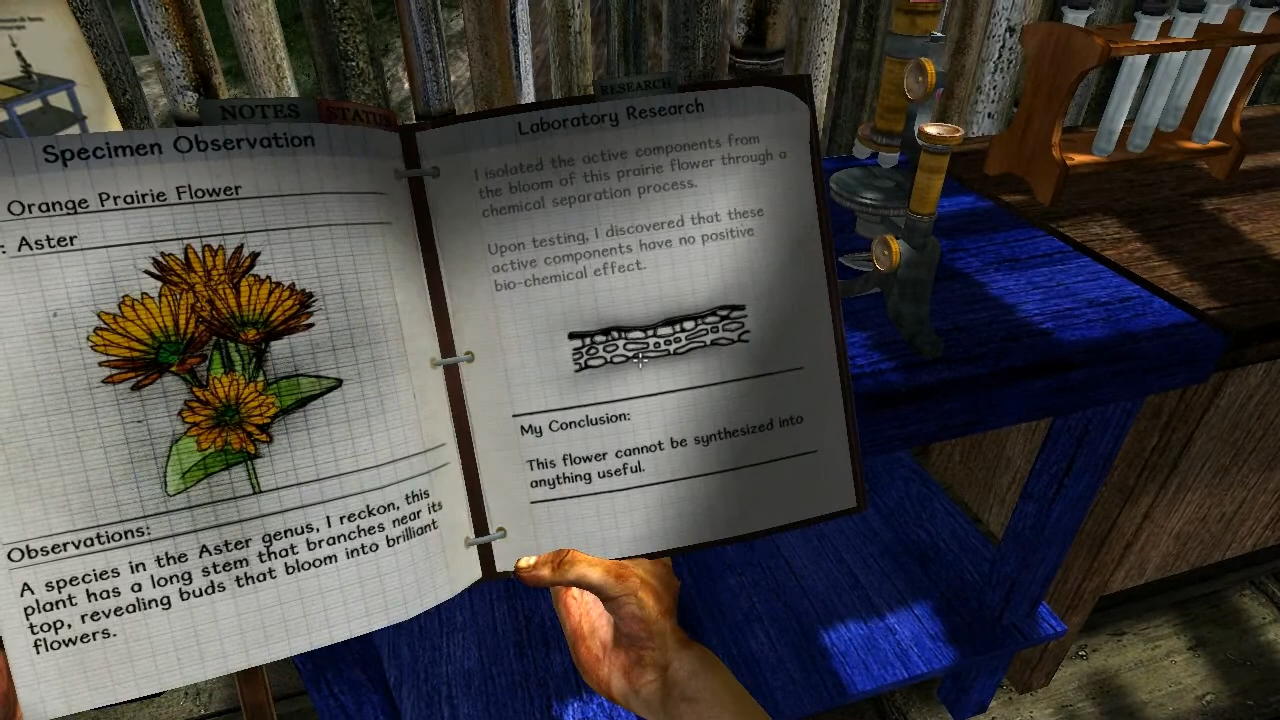 NOTES
STATUS
Specimen Observation
Orange Prairie Flower
: Aster
Observations:
A species in the Aster genus, I reckon, this
plant has a long stem that branches near its
top, revealing buds that bloom into brilliant
flowers.
RESEARCH
Laboratory Research
I isolated the active components from
the bloom of this prairie flower through a
chemical separation process.
Upon testing, I discovered that these
active components have no positive
bio-chemical effect.
My Conclusion:
This flower cannot be synthesized into
anything useful.